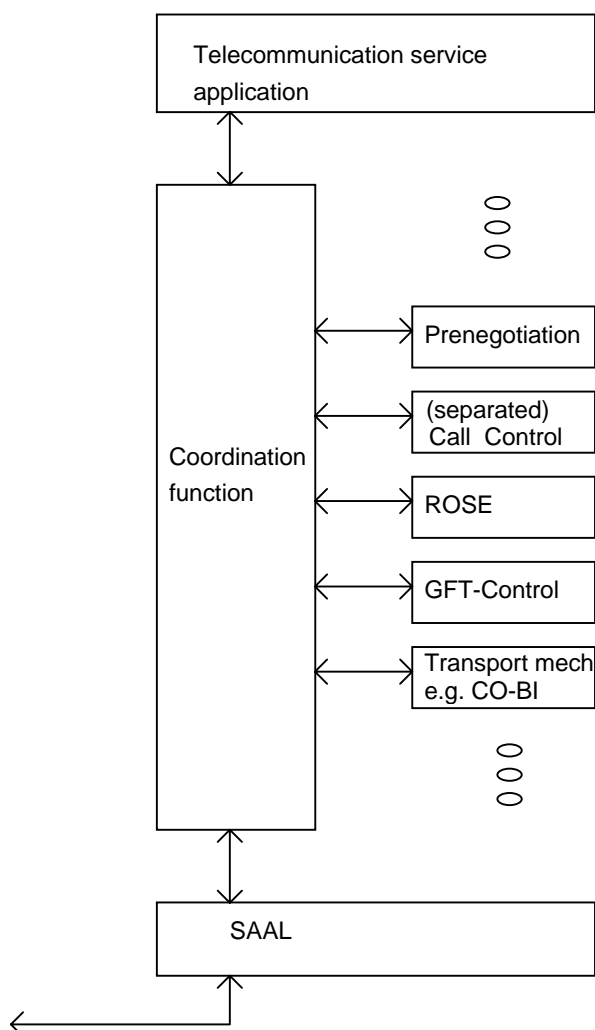 Telecommunication service
application
Prenegotiation
(separated)
Call Control
Coordination
function
ROSE
GFT-Control
Transport mech
e.g. CO-BI
SAAL